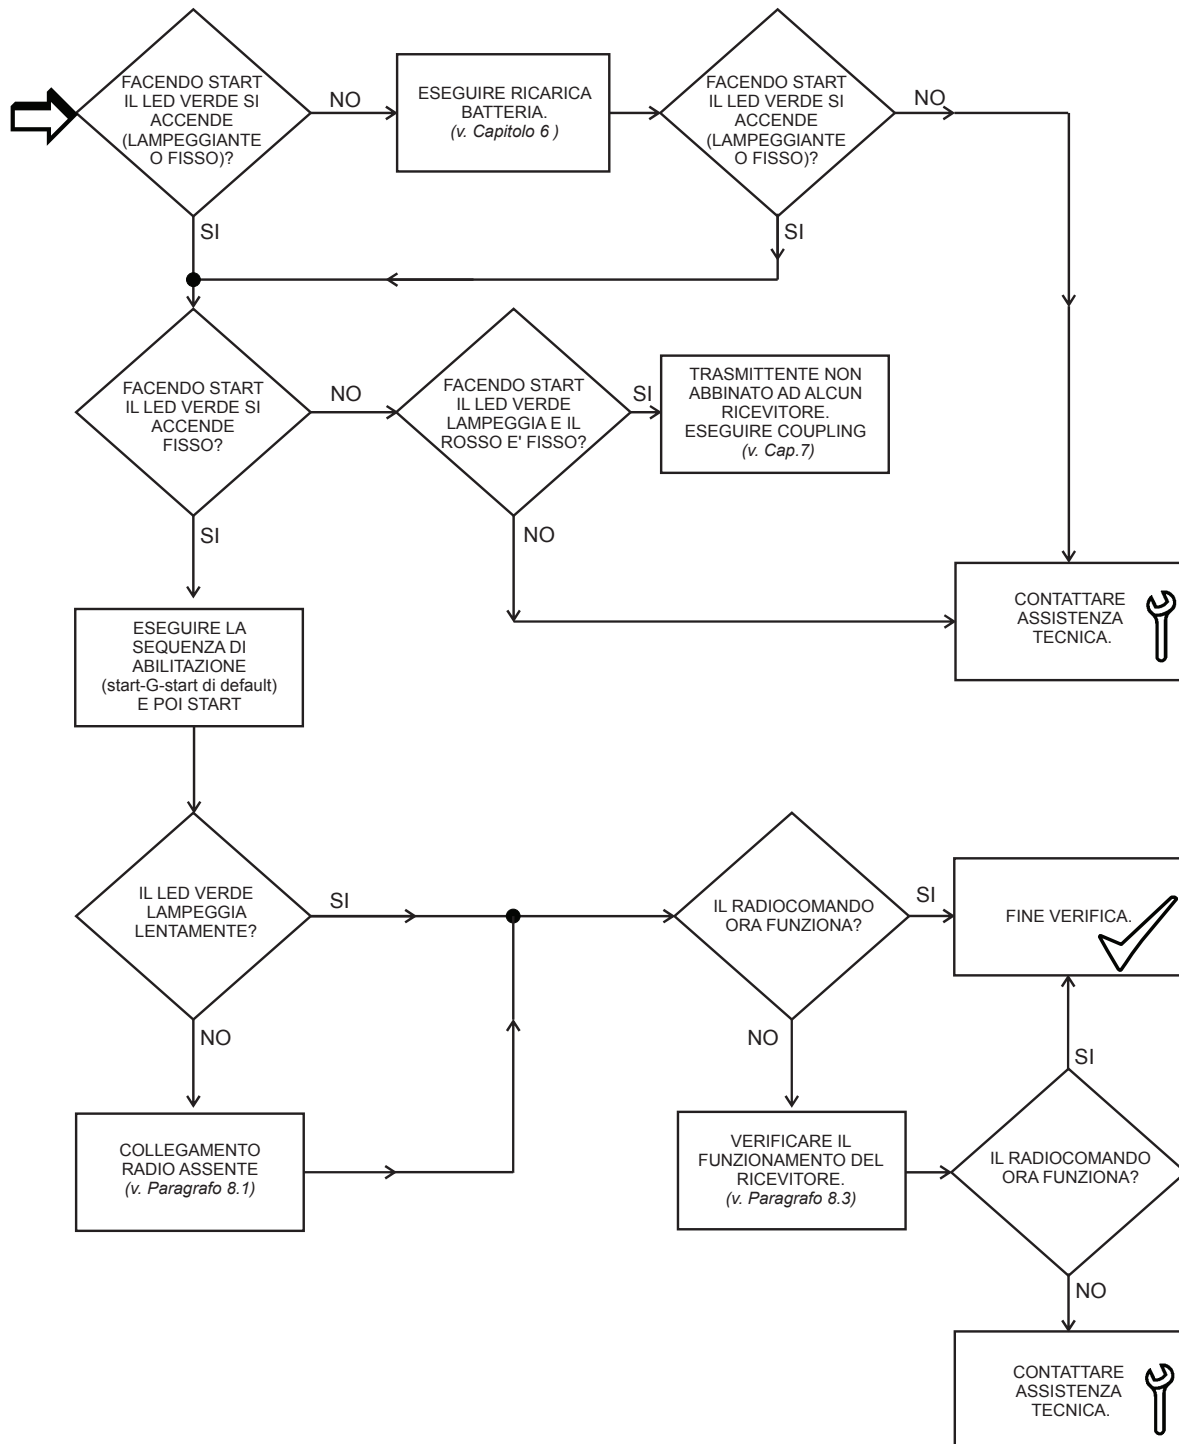 FACENDO START
IL LED VERDE SI
ACCENDE
(LAMPEGGIANTE
O FISSO)?
NO
ESEGUIRE RICARICA
BATTERIA.
(v. Capitolo 6 )
FACENDO START
IL LED VERDE SI
ACCENDE
(LAMPEGGIANTE
O FISSO)?
NO
SI
SI
FACENDO START
IL LED VERDE SI
ACCENDE
FISSO?
NO
FACENDO START
IL LED VERDE
LAMPEGGIA E IL
ROSSO E' FISSO?
SI
TRASMITTENTE NON
ABBINATO AD ALCUN
RICEVITORE.
ESEGUIRE COUPLING
(v. Cap.7)
SI
NO
CONTATTARE
ASSISTENZA
TECNICA.
ESEGUIRE LA
SEQUENZA DI
ABILITAZIONE
(start-G-start di default)
E POI START
IL LED VERDE
LAMPEGGIA
LENTAMENTE?
SI
IL RADIOCOMANDO
ORA FUNZIONA?
SI
FINE VERIFICA.
NO
NO
SI
COLLEGAMENTO
RADIO ASSENTE
(v. Paragrafo 8.1)
VERIFICARE IL
FUNZIONAMENTO DEL
RICEVITORE.
(v. Paragrafo 8.3)
IL RADIOCOMANDO
ORA FUNZIONA?
NO
CONTATTARE
ASSISTENZA
TECNICA.